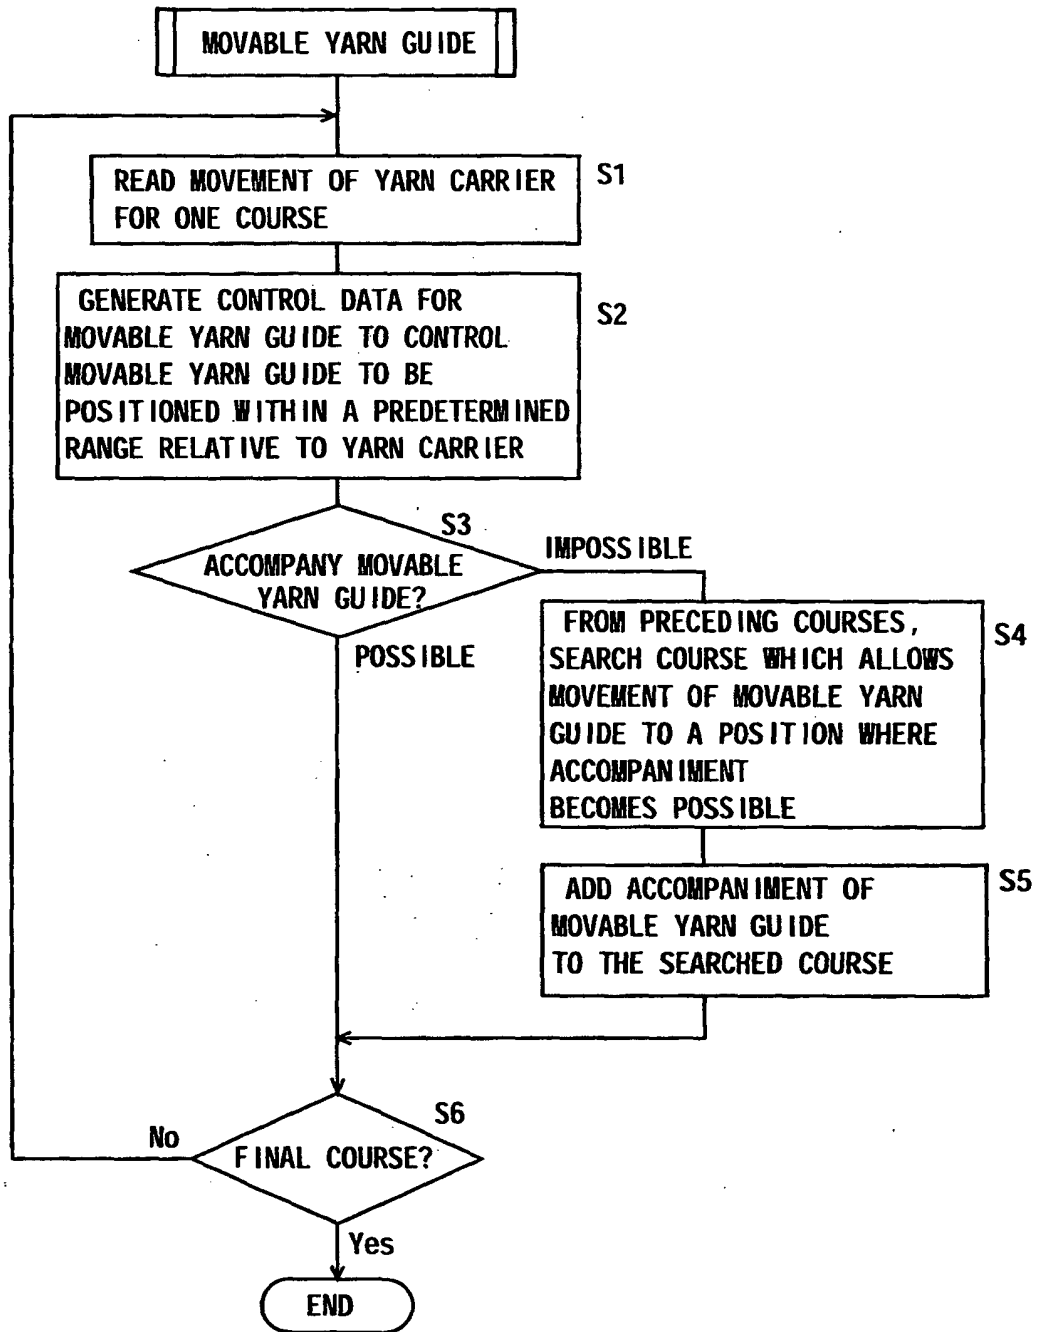 MOVABLE YARN GUIDE
READ MOVEMENT OF YARN CARRIER
FOR ONE COURSE
S1
GENERATE CONTROL DATA FOR
MOVABLE YARN GUIDE TO CONTROL
MOVABLE YARN GUIDE TO BE
POSITIONED WITHIN A PREDETERMINED
RANGE RELATIVE TO YARN CARRIER
S2
S3
ACCOMPANY MOVABLE
YARN GUIDE?
IMPOSSIBLE
POSSIBLE
FROM PRECEDING COURSES,
SEARCH COURSE WHICH ALLOWS
MOVEMENT OF MOVABLE YARN
GUIDE TO A POSITION WHERE
ACCOMPANIMENT
BECOMES POSSIBLE
S4
ADD ACCOMPANIMENT OF
MOVABLE YARN GUIDE
TO THE SEARCHED COURSE
S5
S6
FINAL COURSE?
No
Yes
END